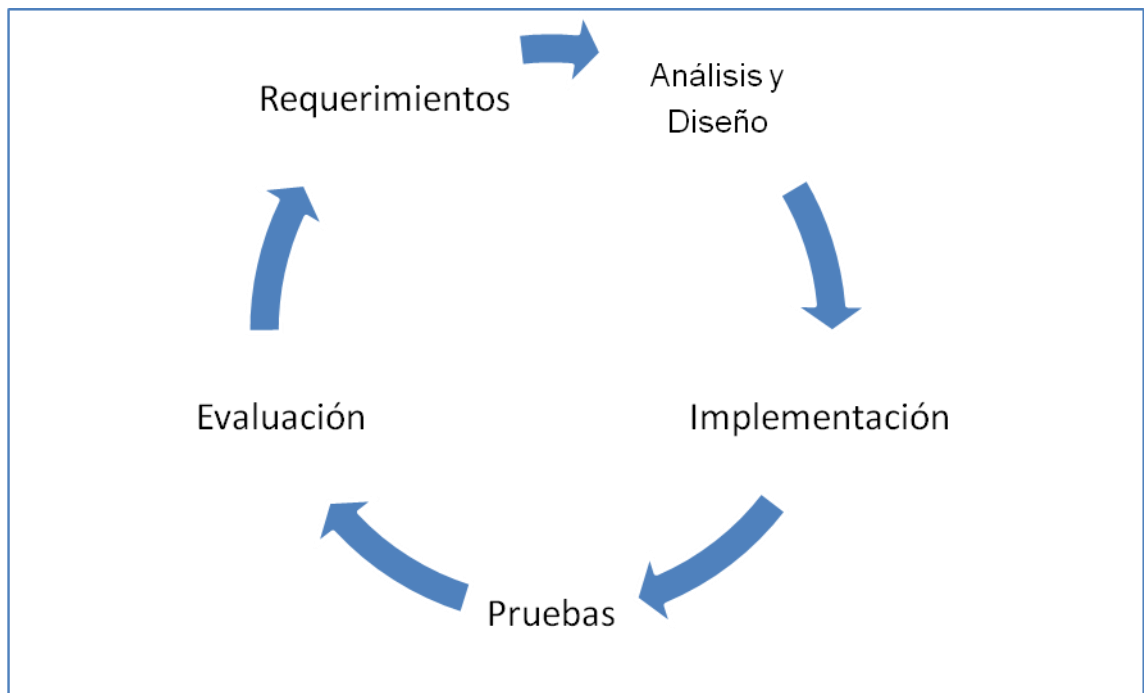 Requerimientos
Análisis y
Diseño
Implementación
Pruebas
Evaluación